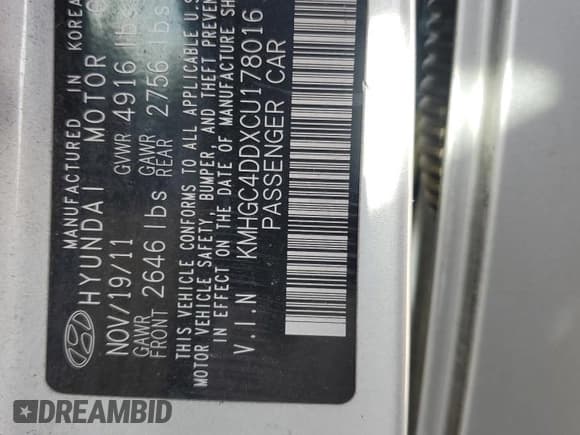 MANUFACTURED IN KOREA
HYUNDAI MOTOR
NOV/19/11 GVWR 4916 lbs
GAWR FRONT 2646 lbs GAWR REAR 2756 lbs
THIS VEHICLE CONFORMS TO ALL APPLICABLE U.S
MOTOR VEHICLE SAFETY, BUMPER, AND THEFT PREVEN
IN EFFECT ON THE DATE OF MANUFACTURE SH
V.I.N KMHGC4DDXCU178016
PASSENGER CAR
DREAMBID